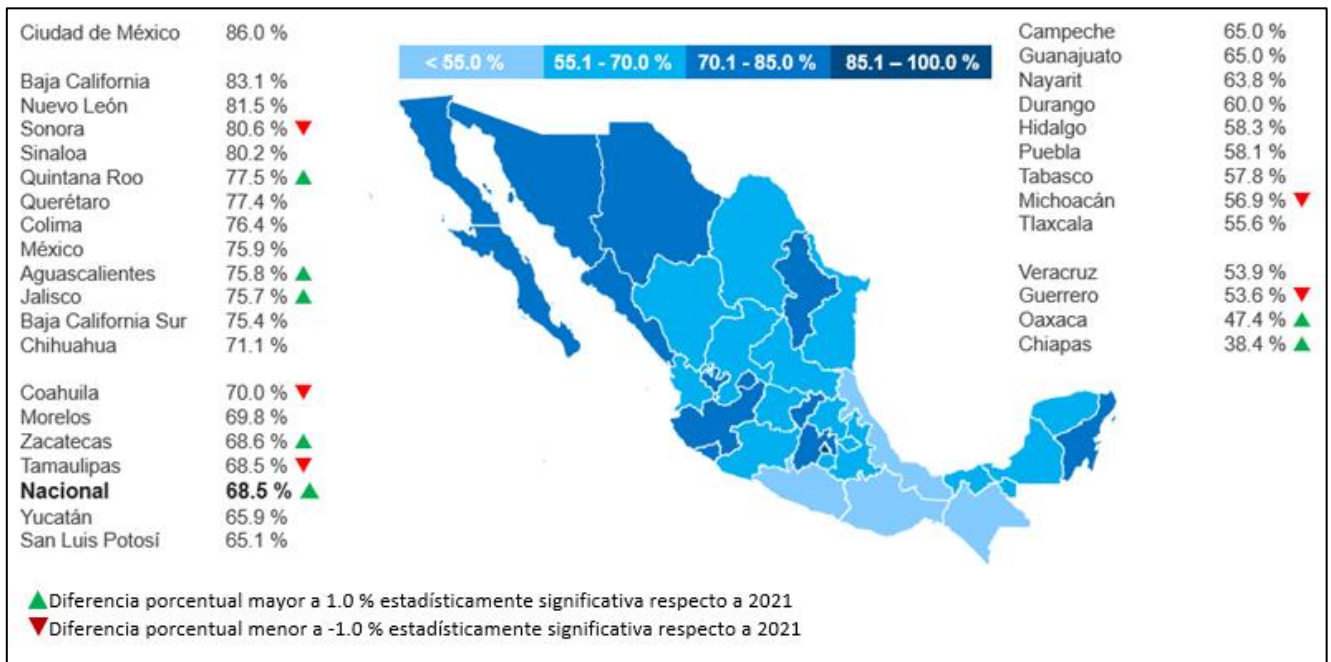 Ciudad de México 86.0 %
Baja California 83.1 %
Nuevo León 81.5 %
Sonora 80.6 % ▼
Sinaloa 80.2 %
Quintana Roo 77.5 % ▲
Querétaro 77.4 %
Colima 76.4 %
México 75.9 %
Aguascalientes 75.8 % ▲
Jalisco 75.7 % ▲
Baja California Sur 75.4 %
Chihuahua 71.1 %
Coahuila 70.0 % ▼
Morelos 69.8 %
Zacatecas 68.6 % ▲
Tamaulipas 68.5 % ▼
Nacional 68.5 % ▲
Yucatán 65.9 %
San Luis Potosí 65.1 %
< 55.0 % 55.1 - 70.0 % 70.1 - 85.0 % 85.1 – 100.0 %
Campeche 65.0 %
Guanajuato 65.0 %
Nayarit 63.8 %
Durango 60.0 %
Hidalgo 58.3 %
Puebla 58.1 %
Tabasco 57.8 %
Michoacán 56.9 % ▼
Tlaxcala 55.6 %
Veracruz 53.9 %
Guerrero 53.6 % ▼
Oaxaca 47.4 % ▲
Chiapas 38.4 % ▲
▲Diferencia porcentual mayor a 1.0 % estadísticamente significativa respecto a 2021
▼Diferencia porcentual menor a -1.0 % estadísticamente significativa respecto a 2021